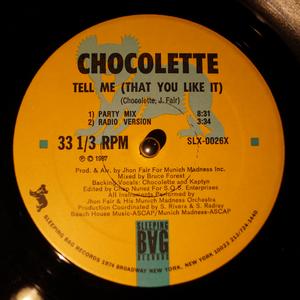 CHOCOLETTE
TELL ME (THAT YOU LIKE IT)
(Chocolette, J. Fair)
1) PARTY MIX 8:31
2) RADIO VERSION 3:34
33 1/3 RPM SLX-0026X
℗ © 1987
Prod. & Arr. by Jhon Fair For Munich Madness Inc.
Mixed by Bruce Forest
Backing Vocals: Chocolette and Kaptyn
Edited by Chep Nunez For S.O.S. Enterprises
All Instruments Performed by
Jhon Fair & His Munich Madness Orchestra
Production Coordinated by S. Rivera & S. Radisy
Beach House Music-ASCAP/Munich Madness-ASCAP
SLEEPING
BAG
RECORDS
SLEEPING BAG RECORDS 1974 BROADWAY NEW YORK, N.Y. 10023 212/724-1440